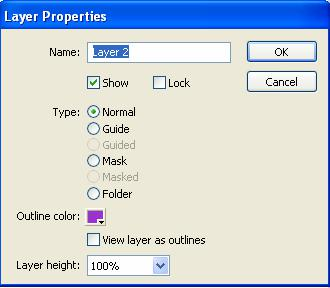 Layer Properties
Name: Layer 2 OK
Show Lock Cancel
Type: Normal
Guide
Guided
Mask
Masked
Folder
Outline color:
View layer as outlines
Layer height: 100%